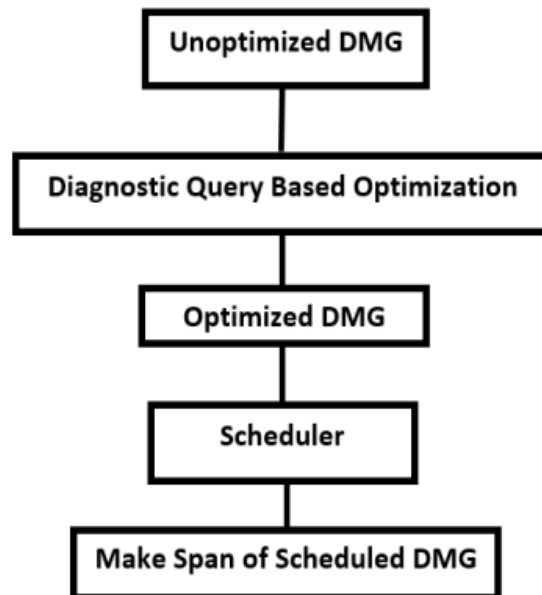 Unoptimized DMG
Diagnostic Query Based Optimization
Optimized DMG
Scheduler
Make Span of Scheduled DMG